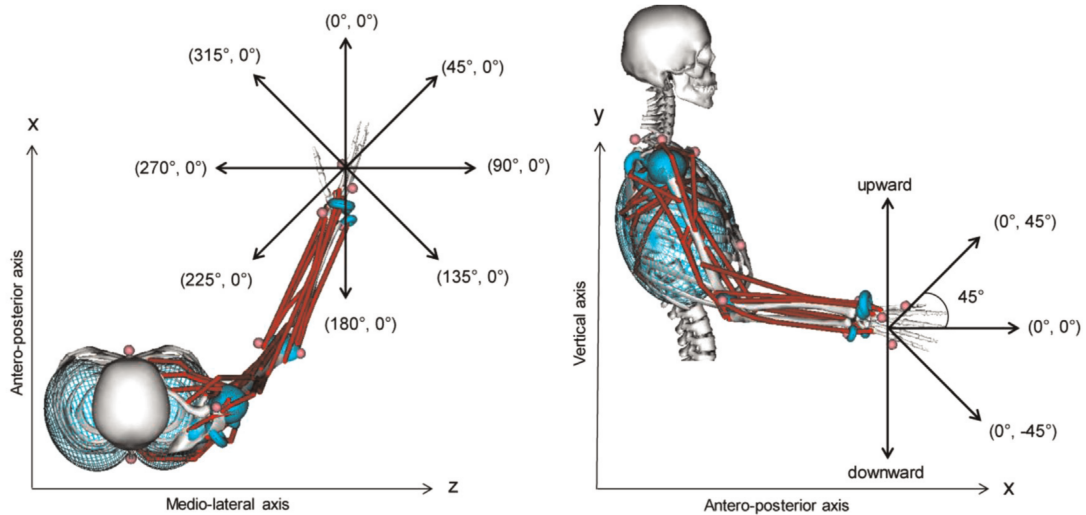 (0°, 0°)
(315°, 0°)
(45°, 0°)
x
(270°, 0°)
(90°, 0°)
(225°, 0°)
(135°, 0°)
(180°, 0°)
Antero-posterior axis
Medio-lateral axis
z
y
upward
(0°, 45°)
45°
(0°, 0°)
(0°, -45°)
downward
Vertical axis
Antero-posterior axis
x